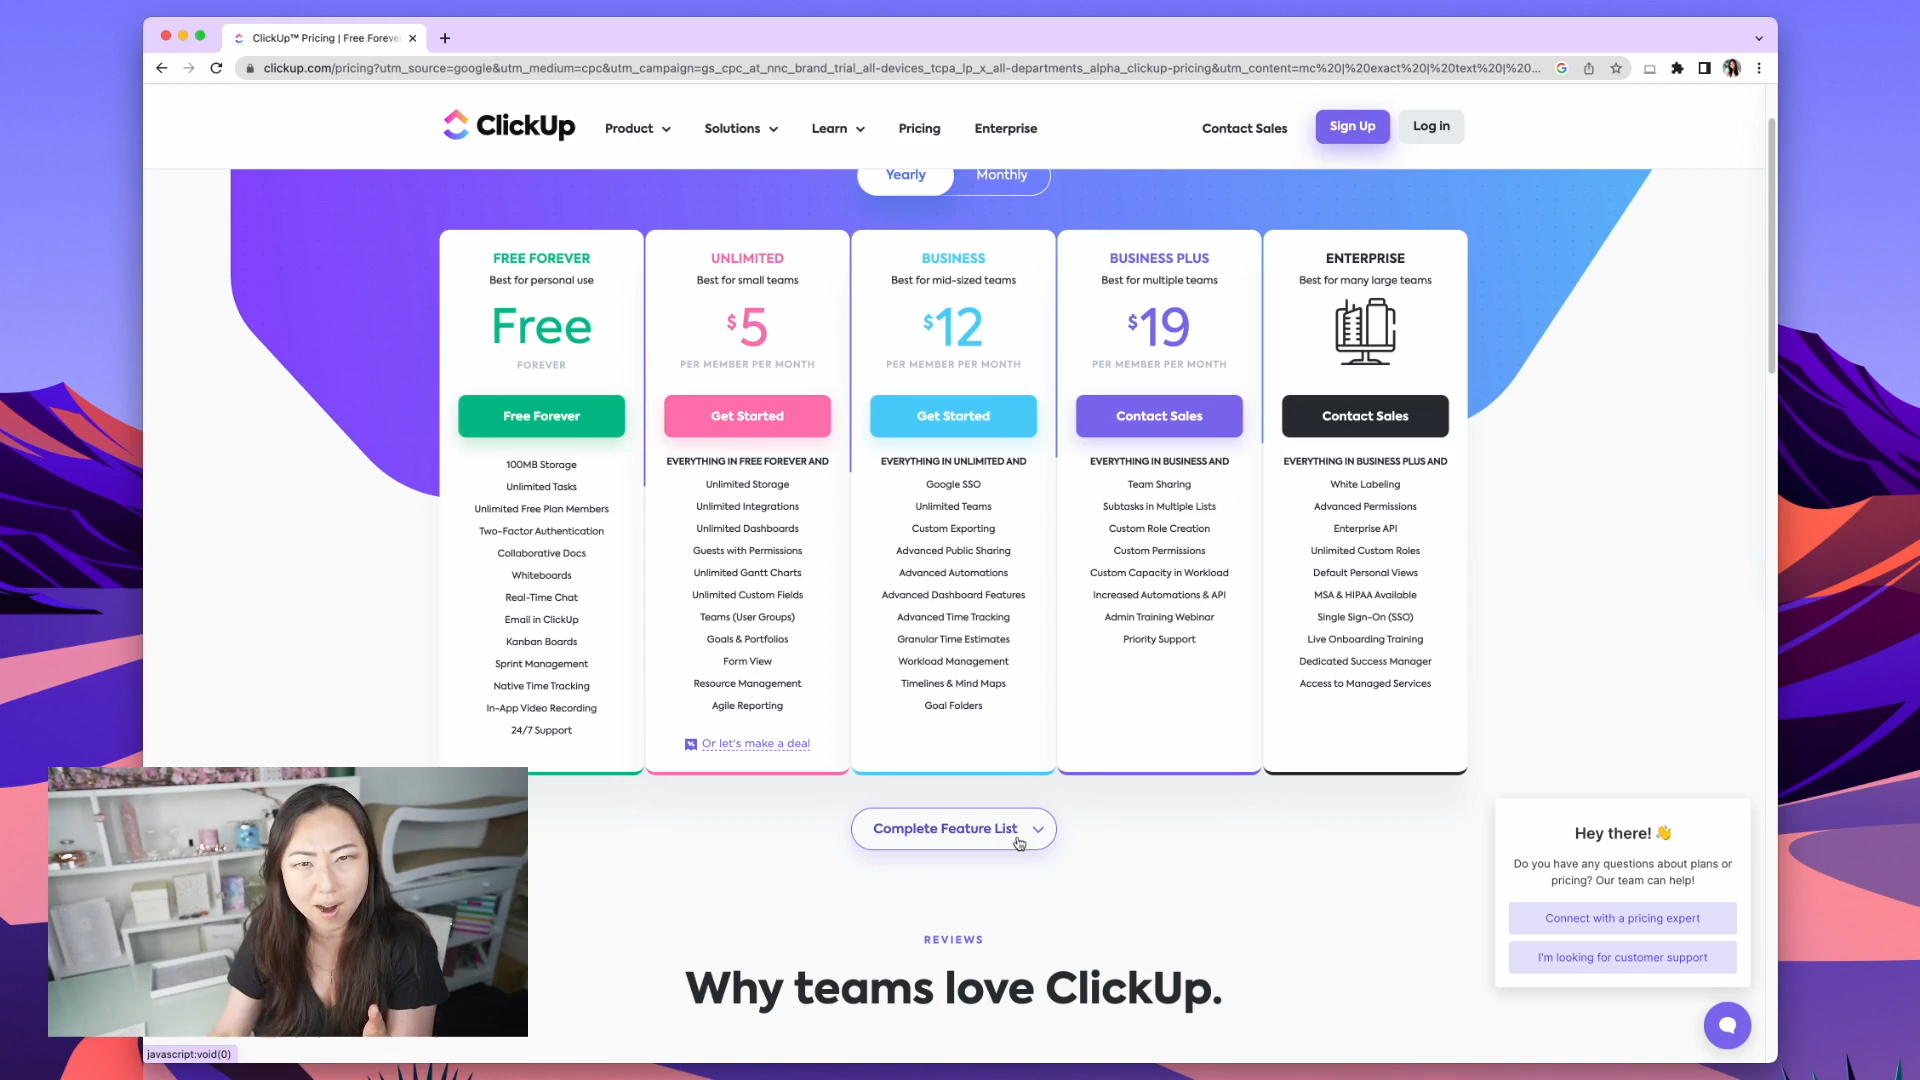 ClickUp™ Pricing | Free Foreve
clickup.com/pricing?utm_source=google&utm_medium=cpc&utm_campaign=gs_cpc_at_nnc_brand_trial_all-devices_tcpa_lp_x_all-departments_alpha_clickup-pricing&utm_content=mc%20|%20exact%20|%20text%20|%20...
ClickUp
Product
Solutions
Learn
Pricing
Enterprise
Contact Sales
Sign Up
Log in
Yearly
Monthly
FREE FOREVER
Best for personal use
Free
FOREVER
Free Forever
100MB Storage
Unlimited Tasks
Unlimited Free Plan Members
Two-Factor Authentication
Collaborative Docs
Whiteboards
Real-Time Chat
Email in ClickUp
Kanban Boards
Sprint Management
Native Time Tracking
In-App Video Recording
24/7 Support
UNLIMITED
Best for small teams
$5
PER MEMBER PER MONTH
Get Started
EVERYTHING IN FREE FOREVER AND
Unlimited Storage
Unlimited Integrations
Unlimited Dashboards
Guests with Permissions
Unlimited Gantt Charts
Unlimited Custom Fields
Teams (User Groups)
Goals & Portfolios
Form View
Resource Management
Agile Reporting
Or let's make a deal
BUSINESS
Best for mid-sized teams
$12
PER MEMBER PER MONTH
Get Started
EVERYTHING IN UNLIMITED AND
Google SSO
Unlimited Teams
Custom Exporting
Advanced Public Sharing
Advanced Automations
Advanced Dashboard Features
Advanced Time Tracking
Granular Time Estimates
Workload Management
Timelines & Mind Maps
Goal Folders
BUSINESS PLUS
Best for multiple teams
$19
PER MEMBER PER MONTH
Contact Sales
EVERYTHING IN BUSINESS AND
Team Sharing
Subtasks in Multiple Lists
Custom Role Creation
Custom Permissions
Custom Capacity in Workload
Increased Automations & API
Admin Training Webinar
Priority Support
ENTERPRISE
Best for many large teams
Contact Sales
EVERYTHING IN BUSINESS PLUS AND
White Labeling
Advanced Permissions
Enterprise API
Unlimited Custom Roles
Default Personal Views
MSA & HIPAA Available
Single Sign-On (SSO)
Live Onboarding Training
Dedicated Success Manager
Access to Managed Services
Complete Feature List
REVIEWS
Why teams love ClickUp.
Hey there! 👋
Do you have any questions about plans or
pricing? Our team can help!
Connect with a pricing expert
I'm looking for customer support
javascript:void(0)